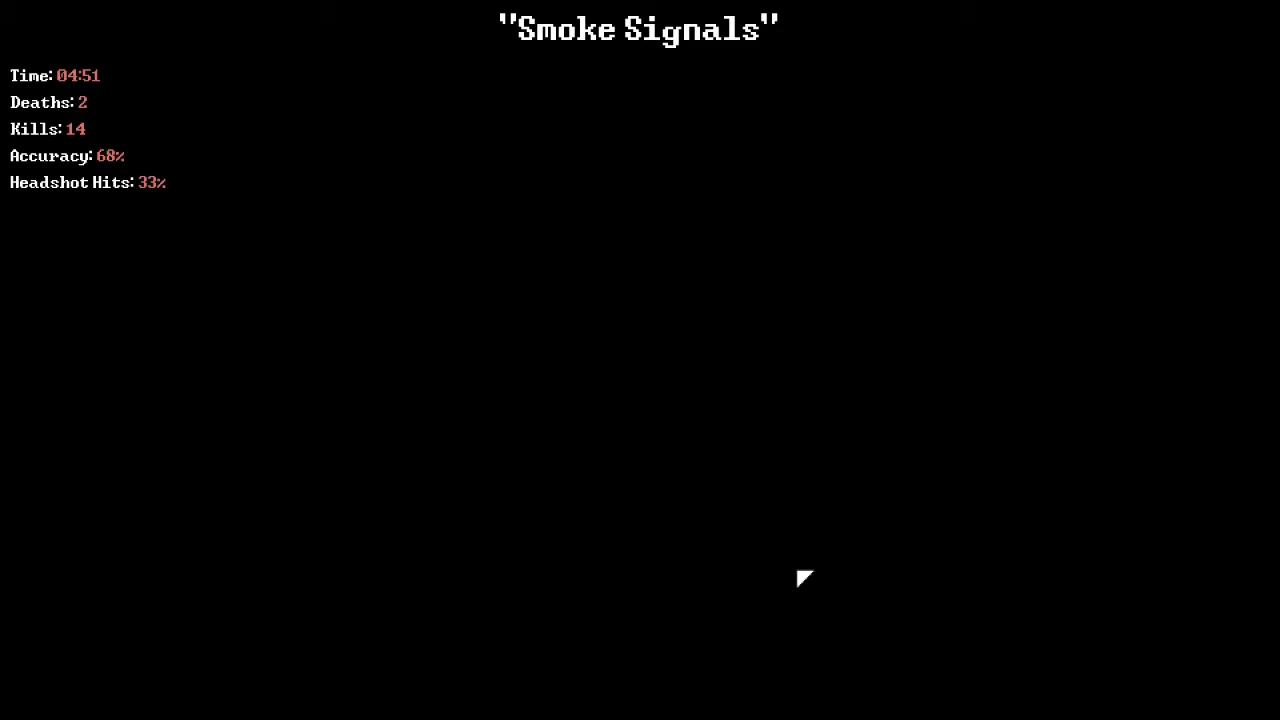 "Smoke Signals"
Time: 04:51
Deaths: 2
Kills: 14
Accuracy: 68%
Headshot Hits: 33%